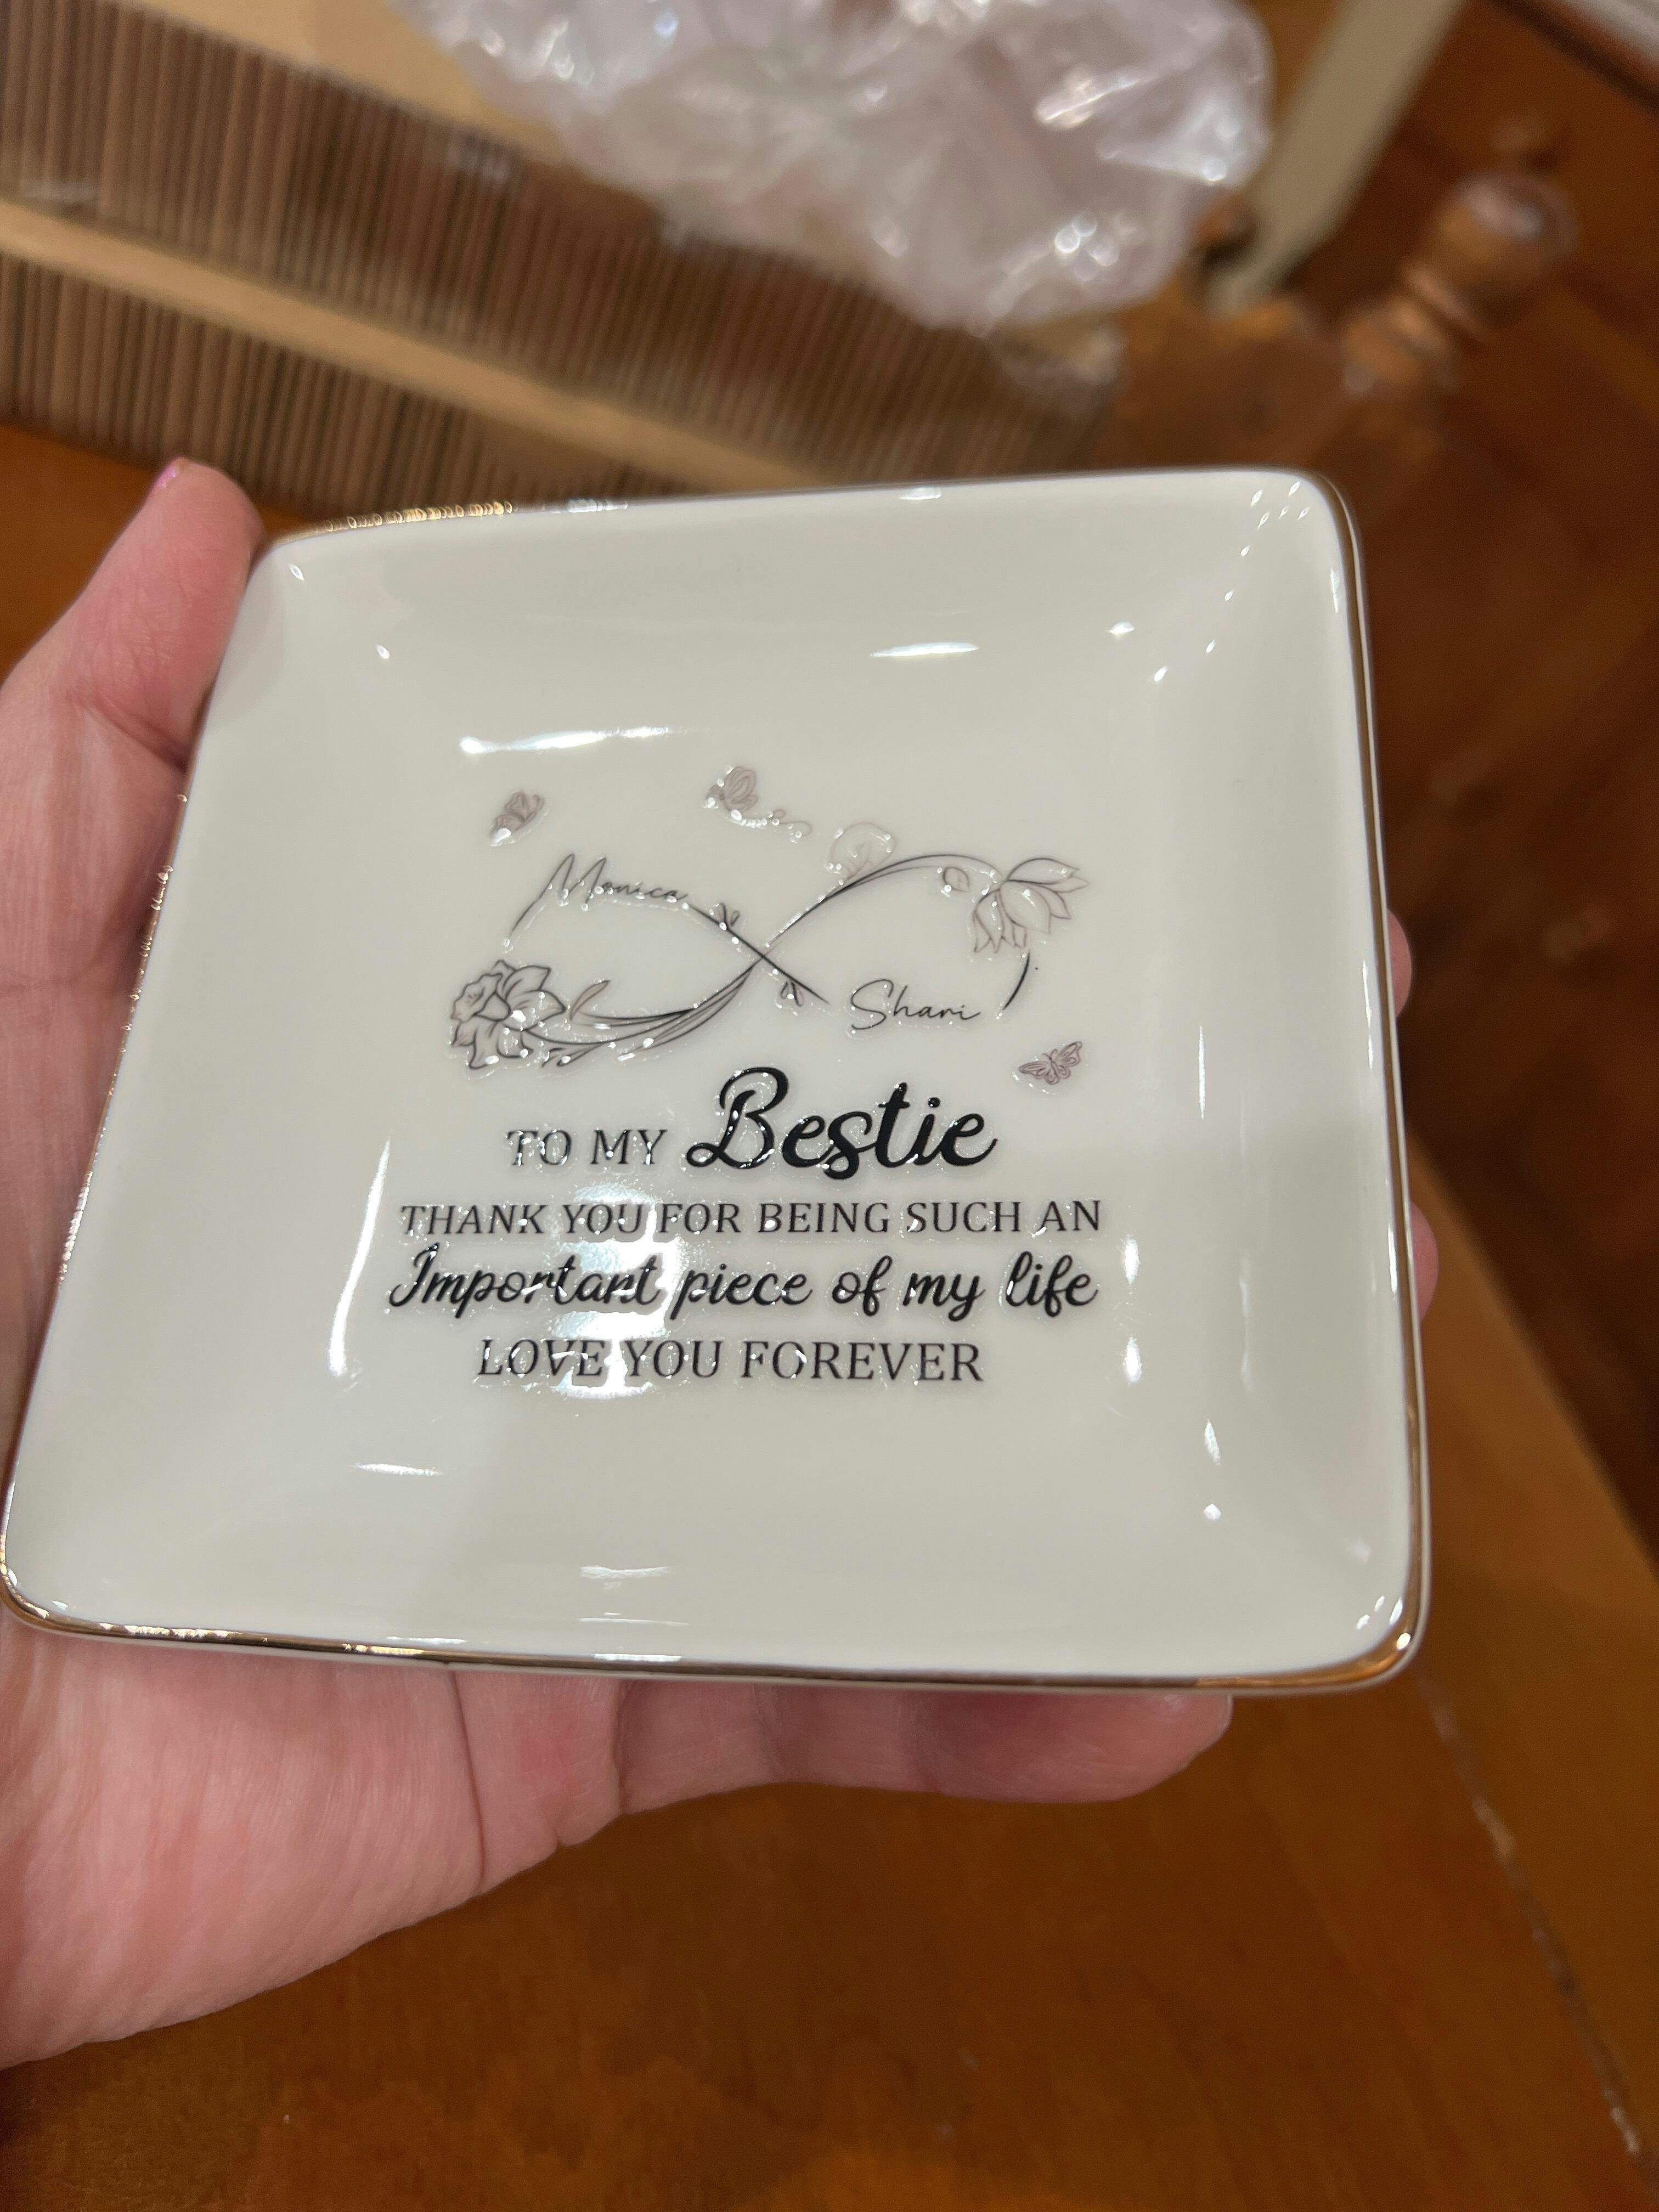 Monica
Shari
TO MY Bestie
THANK YOU FOR BEING SUCH AN
Important piece of my life
LOVE YOU FOREVER